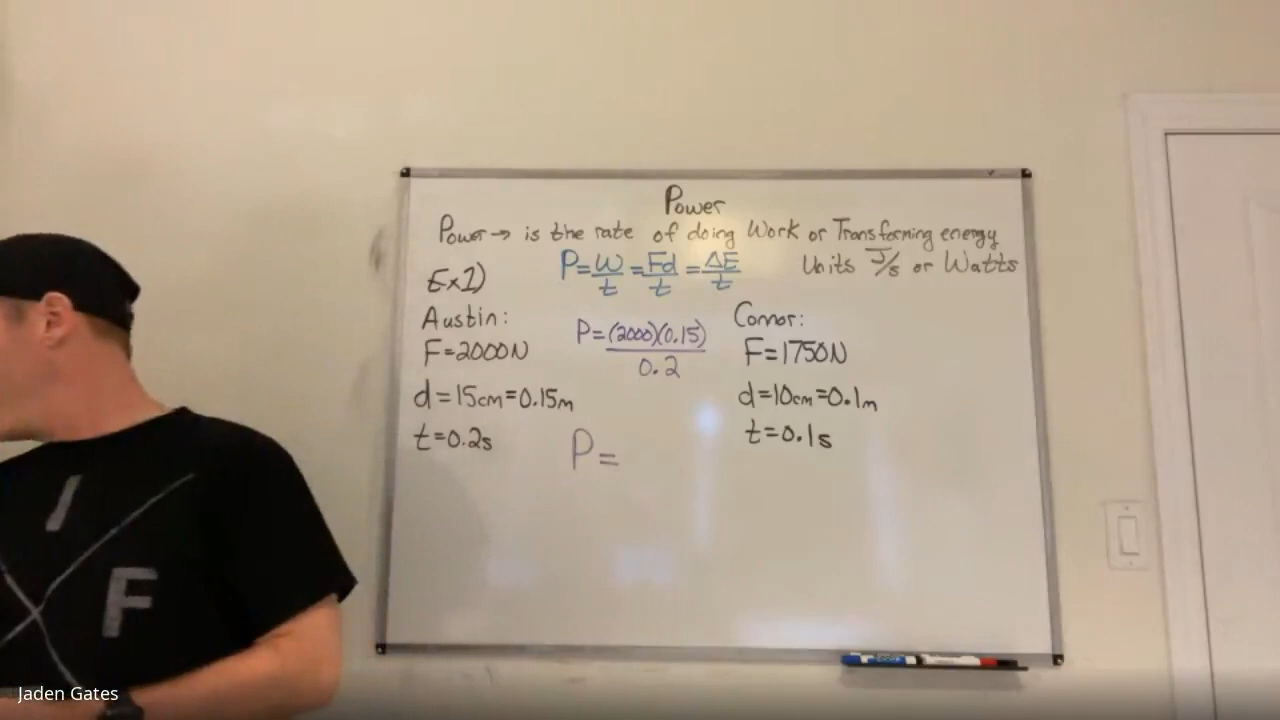 Power
Power→ is the rate of doing Work or Transforming energy
P=W/t=Fd/t=ΔE/t
Units J/s or Watts
Ex1)
Austin:
F=2000N
d=15cm=0.15m
t=0.2s
P=(2000)(0.15)/0.2
P=
Connor:
F=1750N
d=10cm=0.1m
t=0.1s
I
F
Jaden Gates